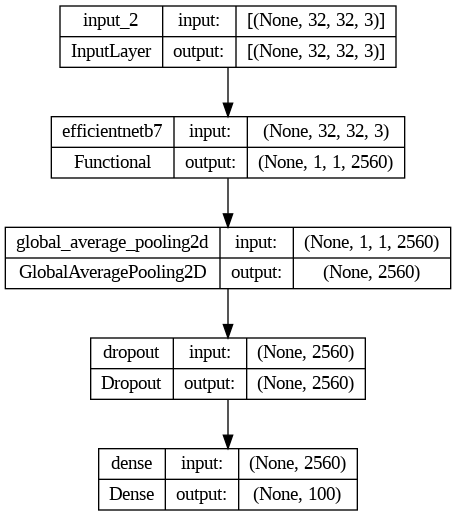 input_2 input: [(None, 32, 32, 3)]
InputLayer output: [(None, 32, 32, 3)]
efficientnetb7 input: (None, 32, 32, 3)
Functional output: (None, 1, 1, 2560)
global_average_pooling2d input: (None, 1, 1, 2560)
GlobalAveragePooling2D output: (None, 2560)
dropout input: (None, 2560)
Dropout output: (None, 2560)
dense input: (None, 2560)
Dense output: (None, 100)